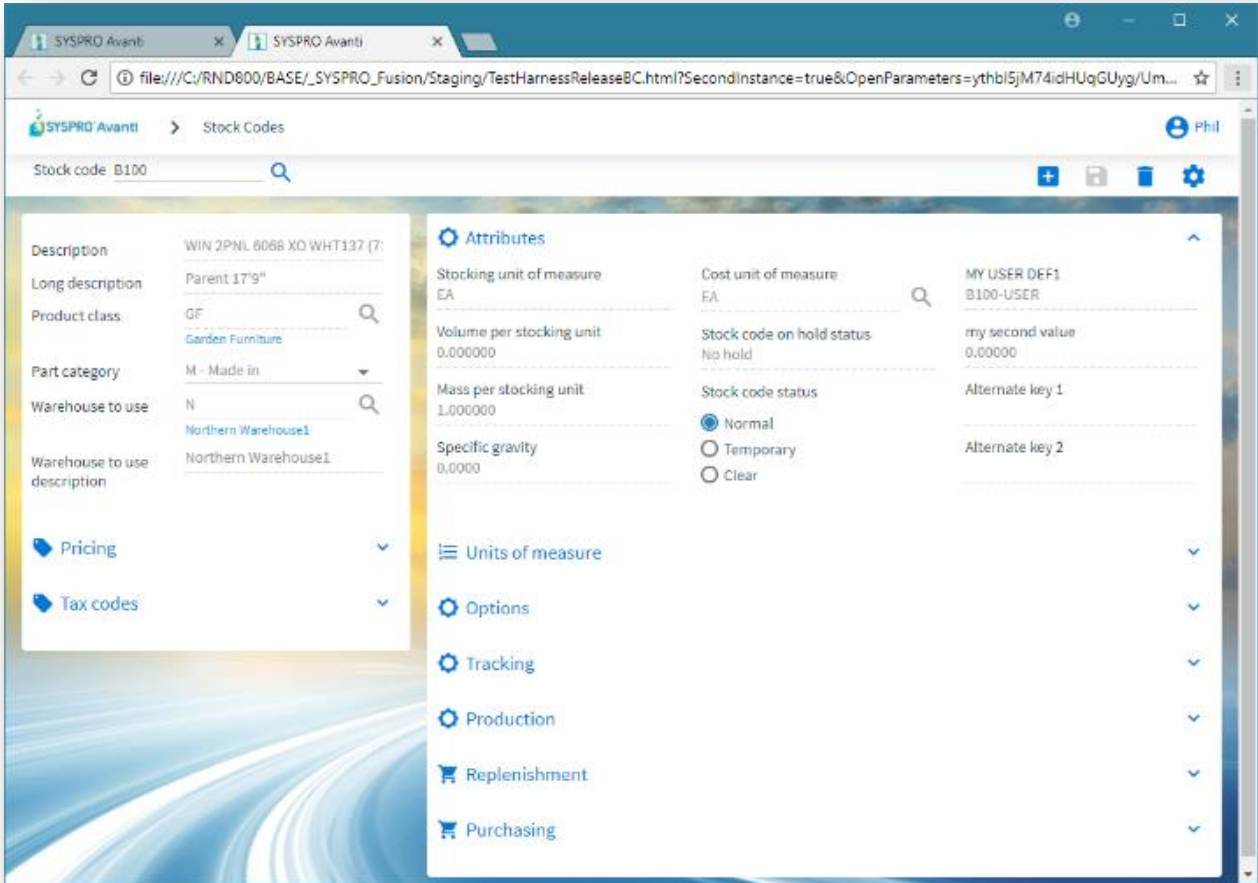 SYSPRO Avanti
SYSPRO Avanti
file:///C:/RND800/BASE/_SYSPRO_Fusion/Staging/TestHarnessReleaseBC.html?SecondInstance=true&OpenParameters=ythbI5jM74idHUqGUyg/Um...
SYSPRO Avanti
Stock Codes
Phil
Stock code B100
Description WIN 2PNL 6068 XO WHT137 (7:
Long description Parent 17'9"
Product class GF
Garden Furniture
Part category M - Made in
Warehouse to use N
Northern Warehouse1
Warehouse to use description Northern Warehouse1
Pricing
Tax codes
Attributes
Stocking unit of measure
EA
Volume per stocking unit
0.000000
Mass per stocking unit
1.000000
Specific gravity
0.0000
Cost unit of measure
EA
Stock code on hold status
No hold
Stock code status
Normal
Temporary
Clear
MY USER DEF1
B100-USER
my second value
0.00000
Alternate key 1
Alternate key 2
Units of measure
Options
Tracking
Production
Replenishment
Purchasing